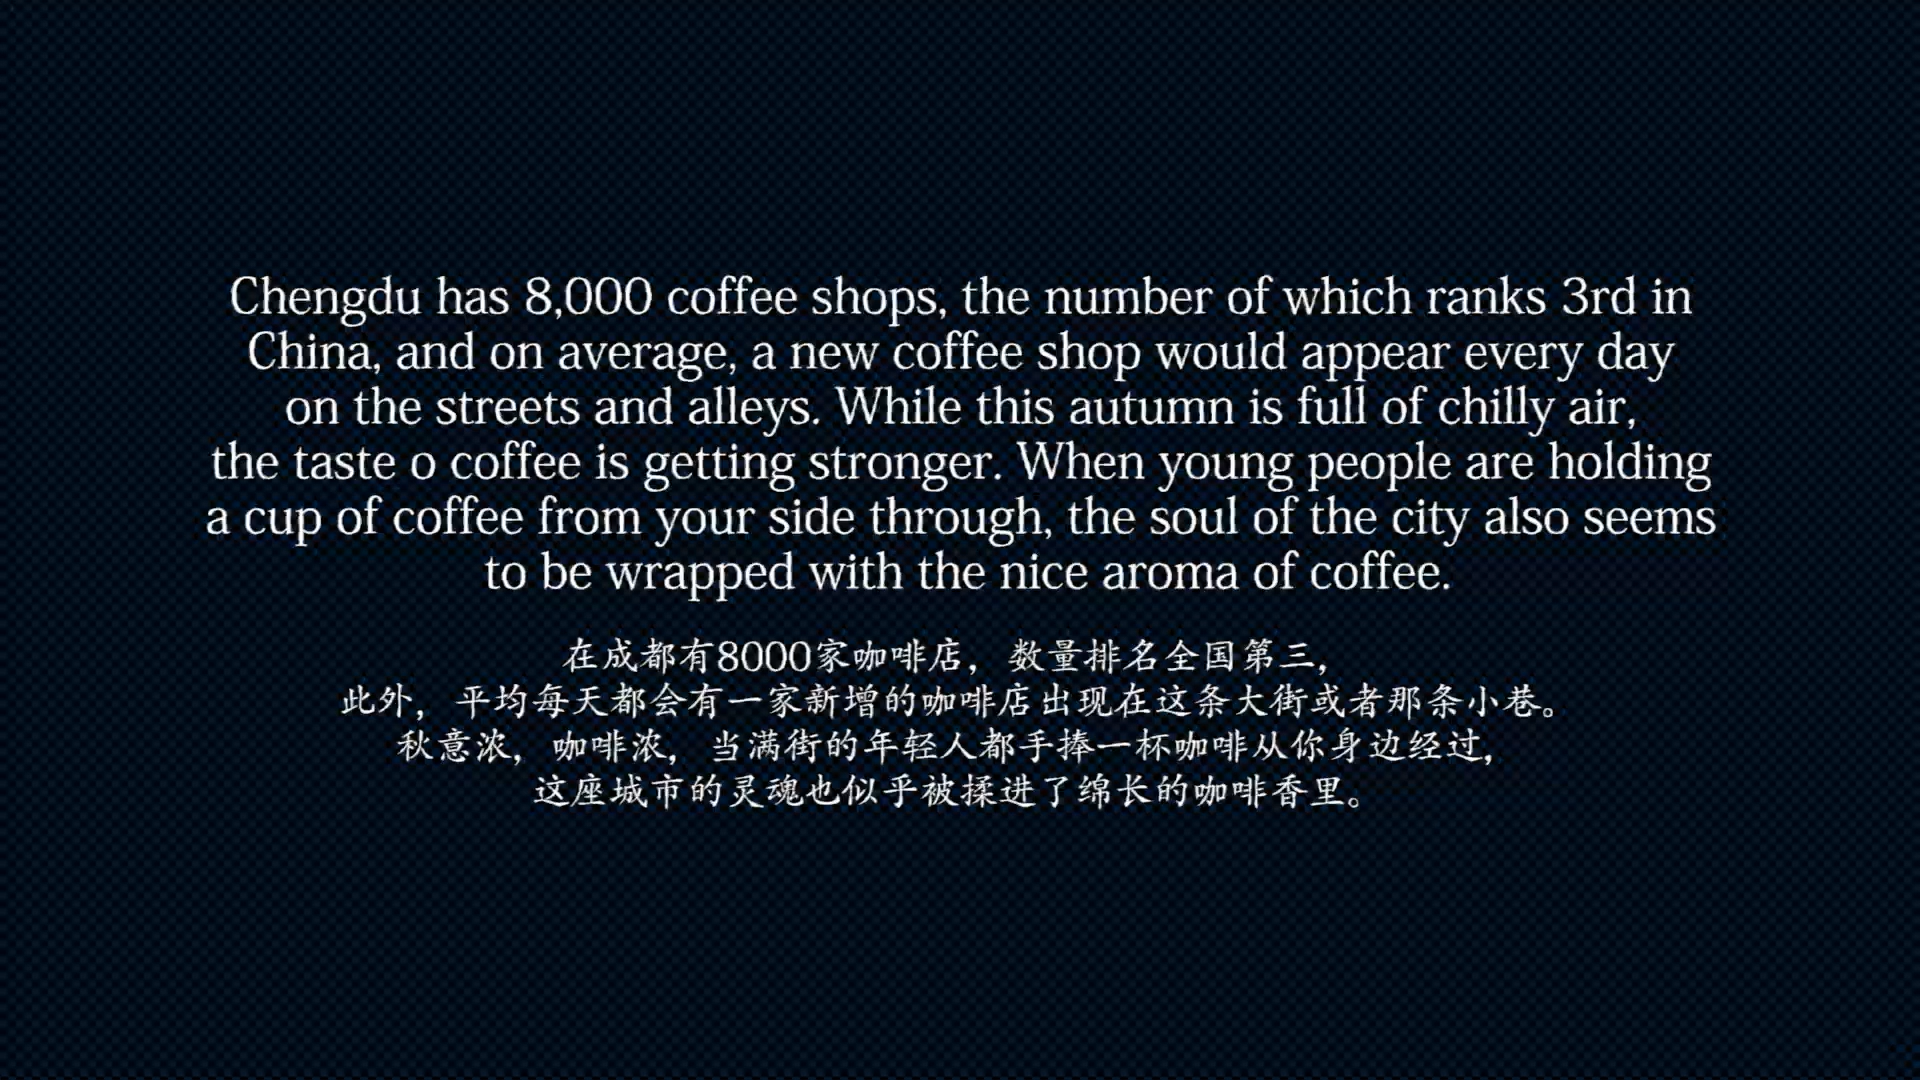 Chengdu has 8,000 coffee shops, the number of which ranks 3rd in
China, and on average, a new coffee shop would appear every day
on the streets and alleys. While this autumn is full of chilly air,
the taste o coffee is getting stronger. When young people are holding
a cup of coffee from your side through, the soul of the city also seems
to be wrapped with the nice aroma of coffee.
在成都有8000家咖啡店，数量排名全国第三，
此外，平均每天都会有一家新增的咖啡店出现在这条大街或者那条小巷。
秋意浓，咖啡浓，当满街的年轻人都手捧一杯咖啡从你身边经过，
这座城市的灵魂也似乎被揉进了绵长的咖啡香里。